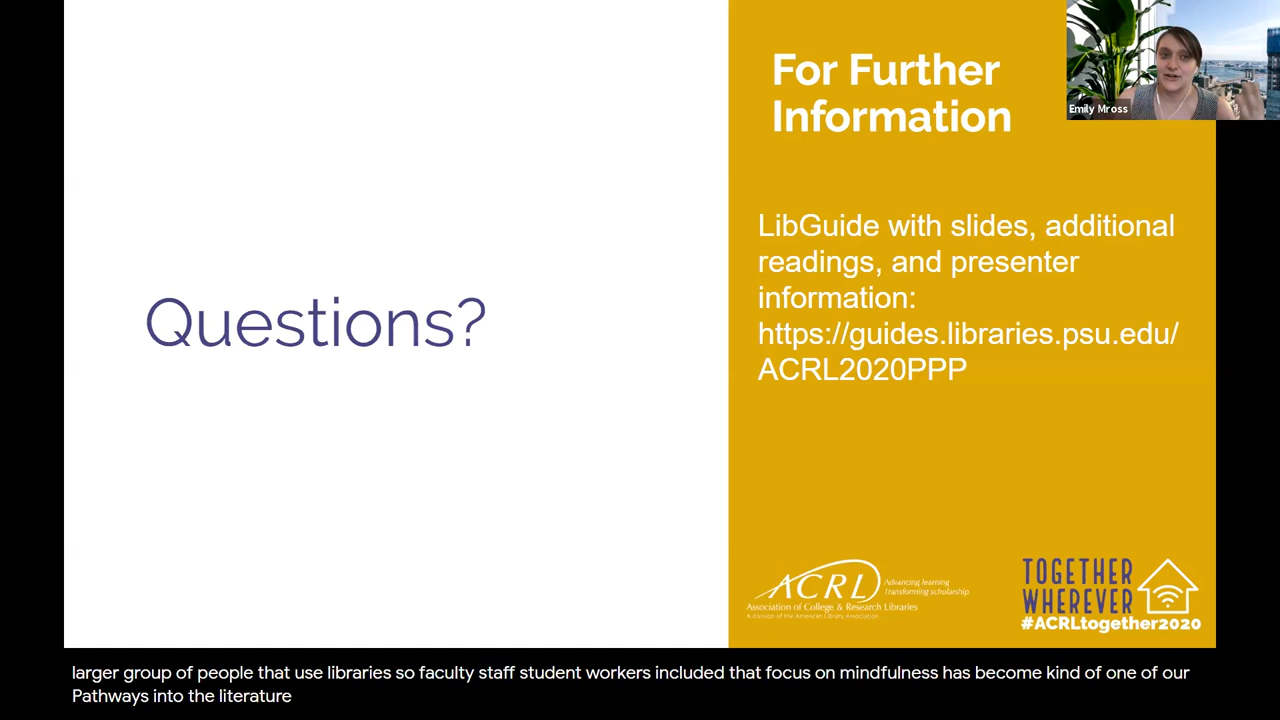 For Further
Information
Emily Mross
LibGuide with slides, additional
readings, and presenter
information:
https://guides.libraries.psu.edu/
ACRL2020PPP
Questions?
ACRL
Advancing learning
Transforming scholarship
Association of College & Research Libraries
A division of the American Library Association
TOGETHER
WHEREVER
#ACRLtogether2020
larger group of people that use libraries so faculty staff student workers included that focus on mindfulness has become kind of one of our
Pathways into the literature